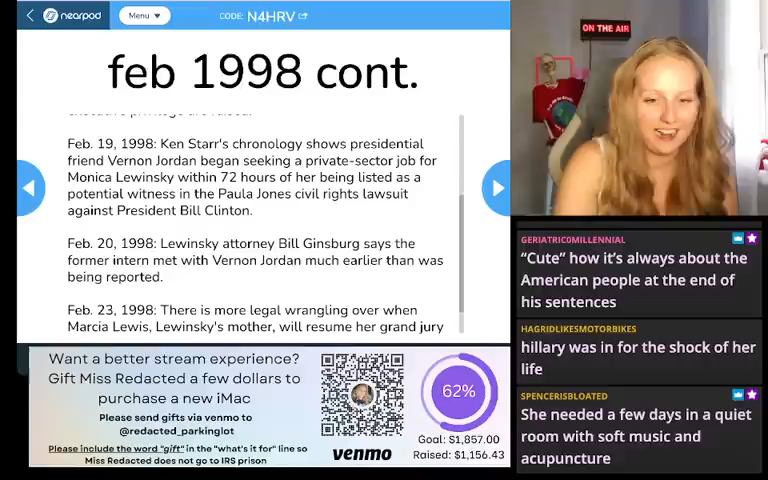 nearpod
Menu
CODE: N4HRV
ON THE AIR
feb 1998 cont.
Feb. 19, 1998: Ken Starr's chronology shows presidential
friend Vernon Jordan began seeking a private-sector job for
Monica Lewinsky within 72 hours of her being listed as a
potential witness in the Paula Jones civil rights lawsuit
against President Bill Clinton.
Feb. 20, 1998: Lewinsky attorney Bill Ginsburg says the
former intern met with Vernon Jordan much earlier than was
being reported.
Feb. 23, 1998: There is more legal wrangling over when
Marcia Lewis, Lewinsky's mother, will resume her grand jury
GERIATRIC0MILLENNIAL
“Cute” how it's always about the
American people at the end of
his sentences
HAGRIDLIKESMOTORBIKES
hillary was in for the shock of her
life
SPENCERISBLOATED
She needed a few days in a quiet
room with soft music and
acupuncture
Want a better stream experience?
Gift Miss Redacted a few dollars to
purchase a new iMac
Please send gifts via venmo to
@redacted_parkinglot
Please include the word "gift" in the "what's it for" line so
Miss Redacted does not go to IRS prison
venmo
62%
Goal: $1,857.00
Raised: $1,156.43